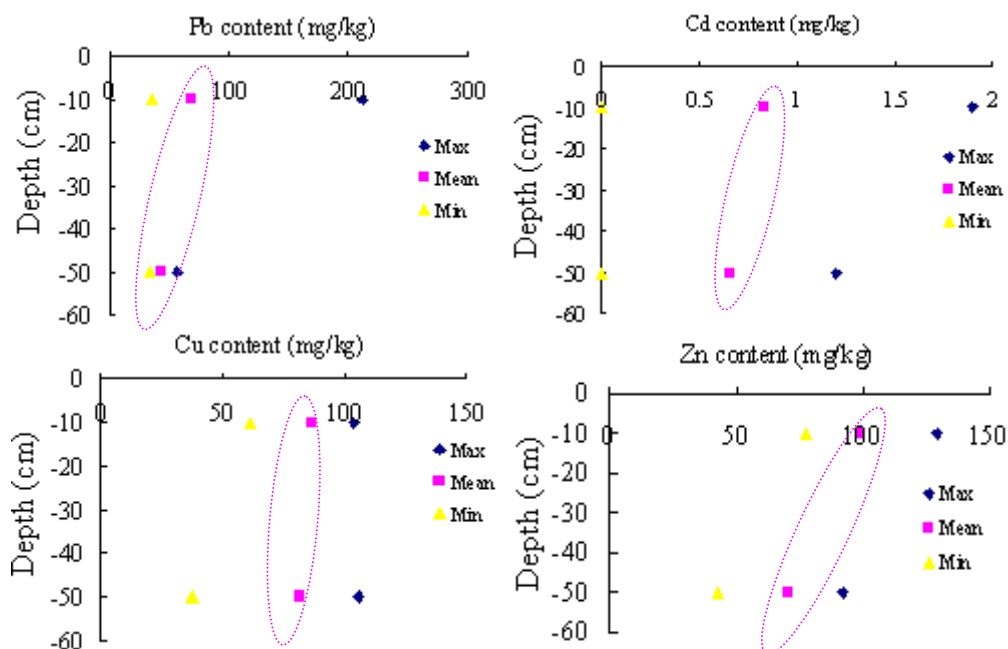 Pb content (mg/kg)
0 100 200 300
0
-10
-20
-30
-40
-50
-60
Depth (cm)
Max
Mean
Min
Cd content (mg/kg)
0 0.5 1 1.5 2
0
-10
-20
-30
-40
-50
-60
Depth (cm)
Max
Mean
Min
Cu content (mg/kg)
0 50 100 150
0
-10
-20
-30
-40
-50
-60
Depth (cm)
Max
Mean
Min
Zn content (mg/kg)
0 50 100 150
0
-10
-20
-30
-40
-50
-60
Depth (cm)
Max
Mean
Min